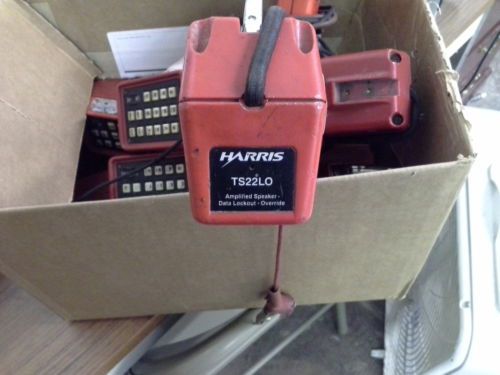 HARRIS
TS22LO
Amplified Speaker -
Data Lockout - Override